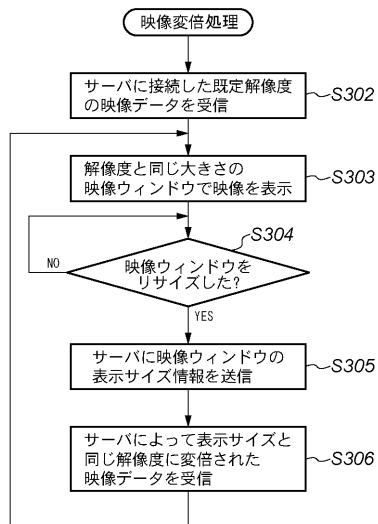 映像変倍処理
サーバに接続した既定解像度
の映像データを受信
S302
解像度と同じ大きさの
映像ウィンドウで映像を表示
S303
S304
映像ウィンドウを
リサイズした?
NO
YES
サーバに映像ウィンドウの
表示サイズ情報を送信
S305
サーバによって表示サイズと
同じ解像度に変倍された
映像データを受信
S306